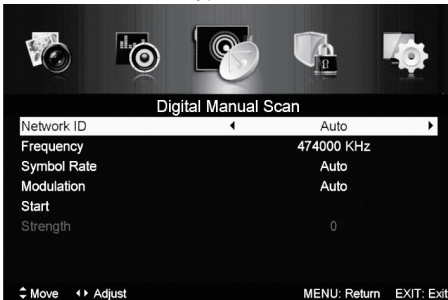 Digital Manual Scan
Network ID Auto
Frequency 474000 KHz
Symbol Rate Auto
Modulation Auto
Start
Strength 0
Move Adjust MENU: Return EXIT: Exit